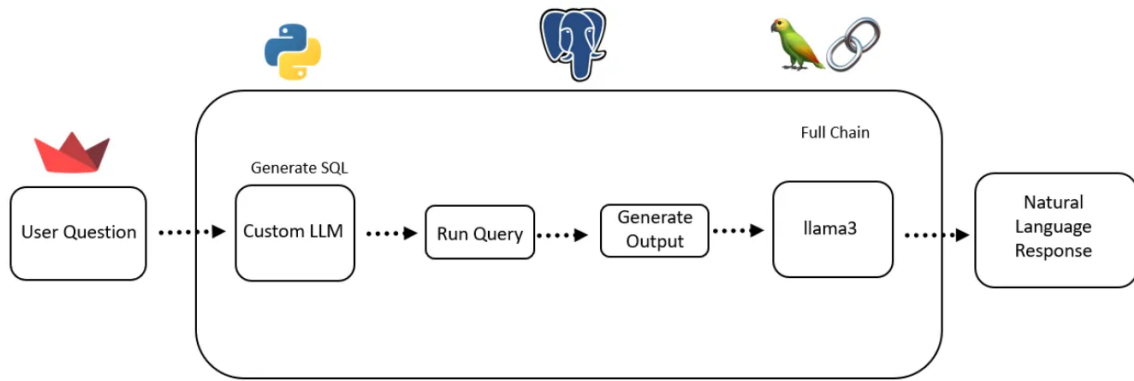 Full Chain
Generate SQL
User Question
Custom LLM
Run Query
Generate
Output
llama3
Natural
Language
Response